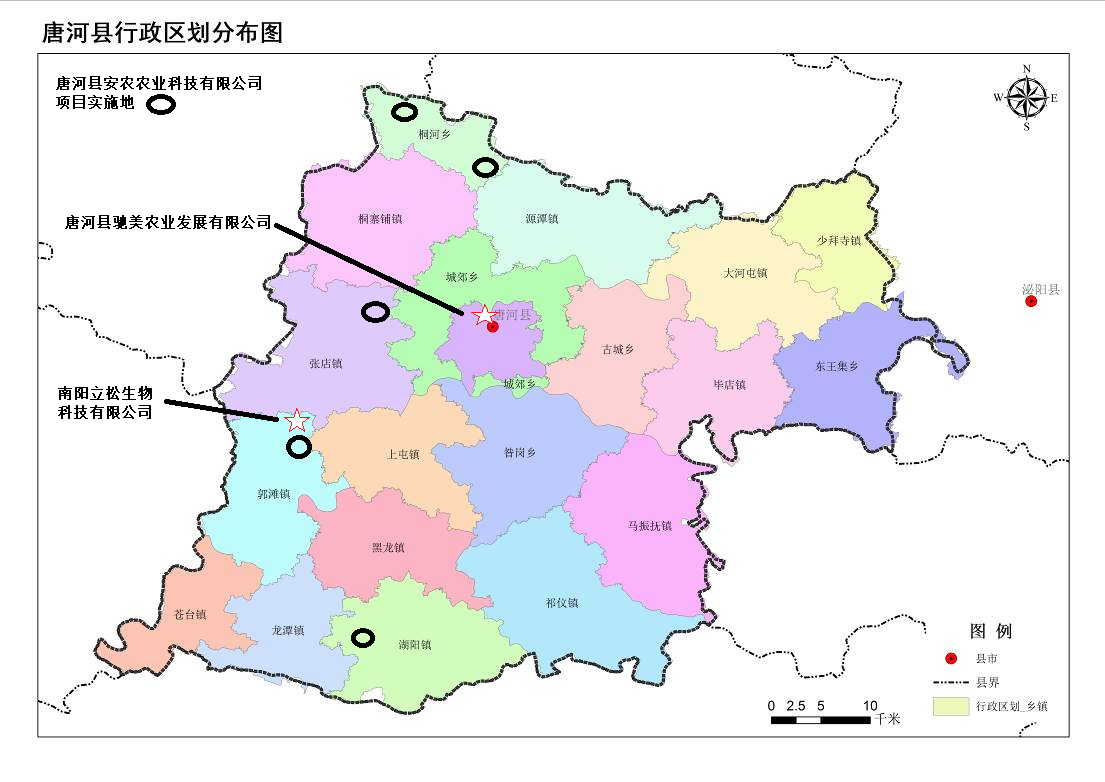 唐河县行政区划分布图
唐河县安农农业科技有限公司
项目实施地
N
W
E
S
桐河乡
唐河县驰美农业发展有限公司
桐寨铺镇
源潭镇
少拜寺镇
城郊乡
大河屯镇
泌阳县
唐河县
古城乡
张店镇
东王集乡
城郊乡
毕店镇
南阳立松生物
科技有限公司
上屯镇
昝岗乡
郭滩镇
马振抚镇
黑龙镇
祁仪镇
苍台镇
龙潭镇
湖阳镇
图 例
县市
县界
行政区划_乡镇
0 2.5 5 10
千米